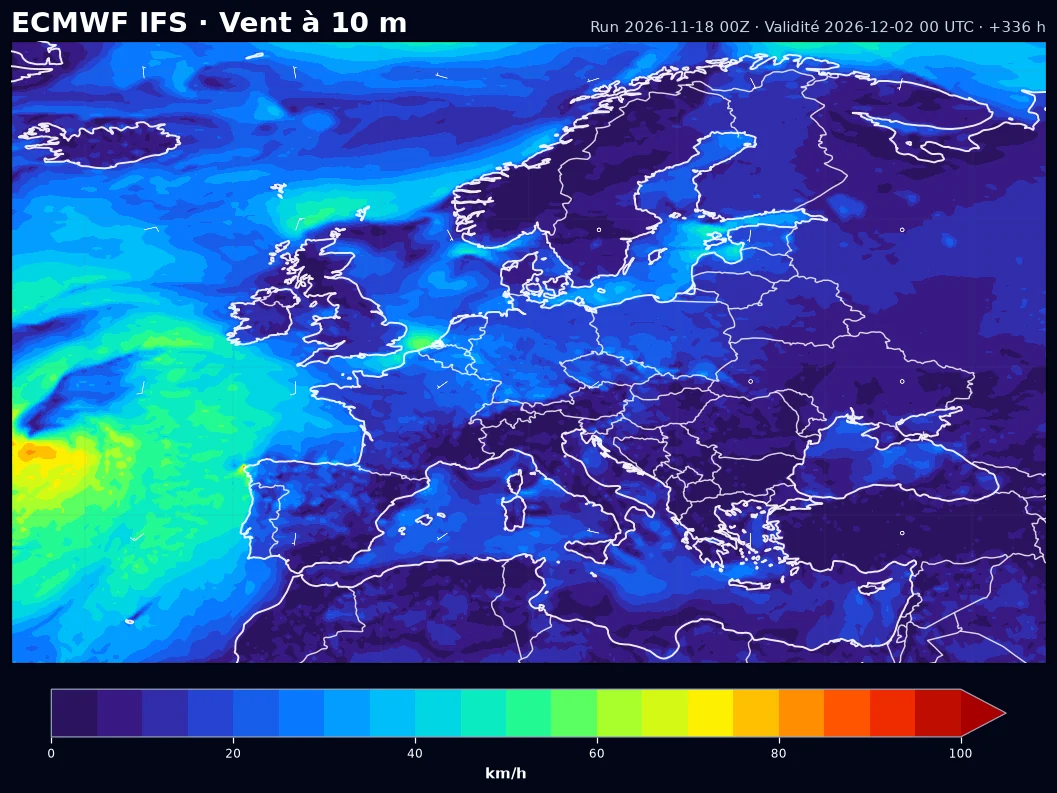 ECMWF IFS · Vent à 10 m
Run 2026-11-18 00Z · Validité 2026-12-02 00 UTC · +336 h
0 20 40 60 80 100
km/h